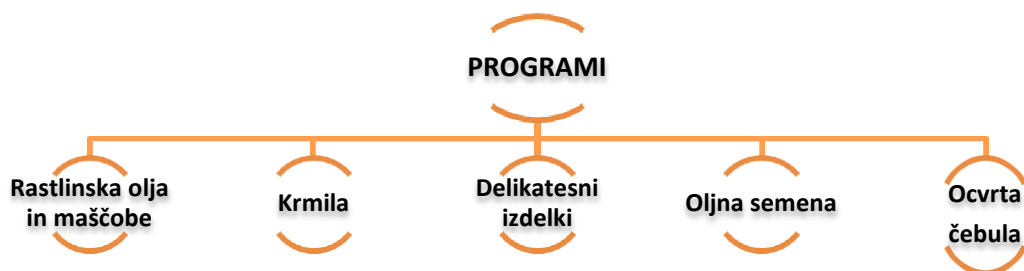 PROGRAMI
Rastlinska olja
in maščobe
Krmila
Delikatesni
izdelki
Oljna semena
Ocvrta
čebula